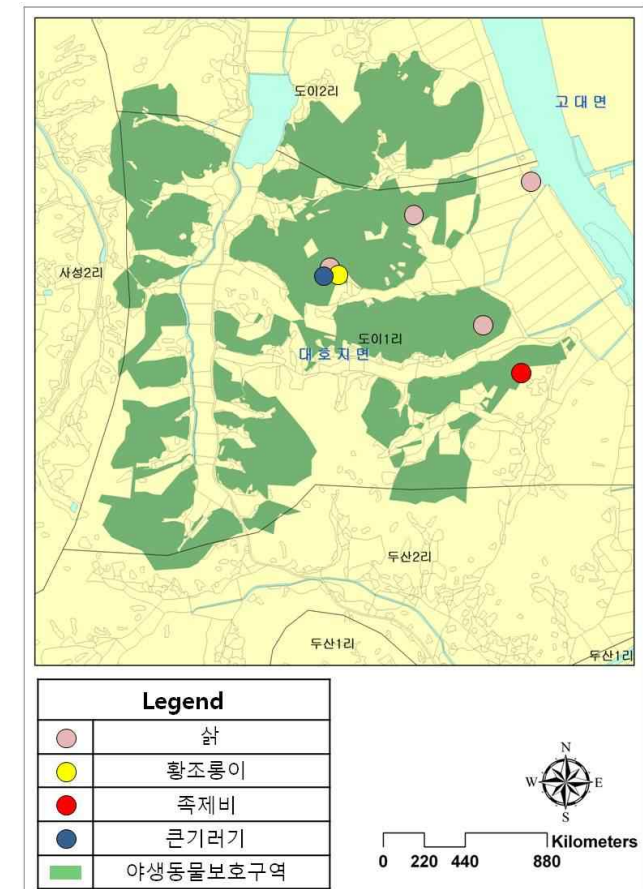 도이2리
고대면
사성2리
도이1리
대호지면
두산2리
두산1리
두산1리
Legend
삵
황조롱이
족제비
큰기러기
야생동물보호구역
N
W
E
S
Kilometers
0 220 440 880